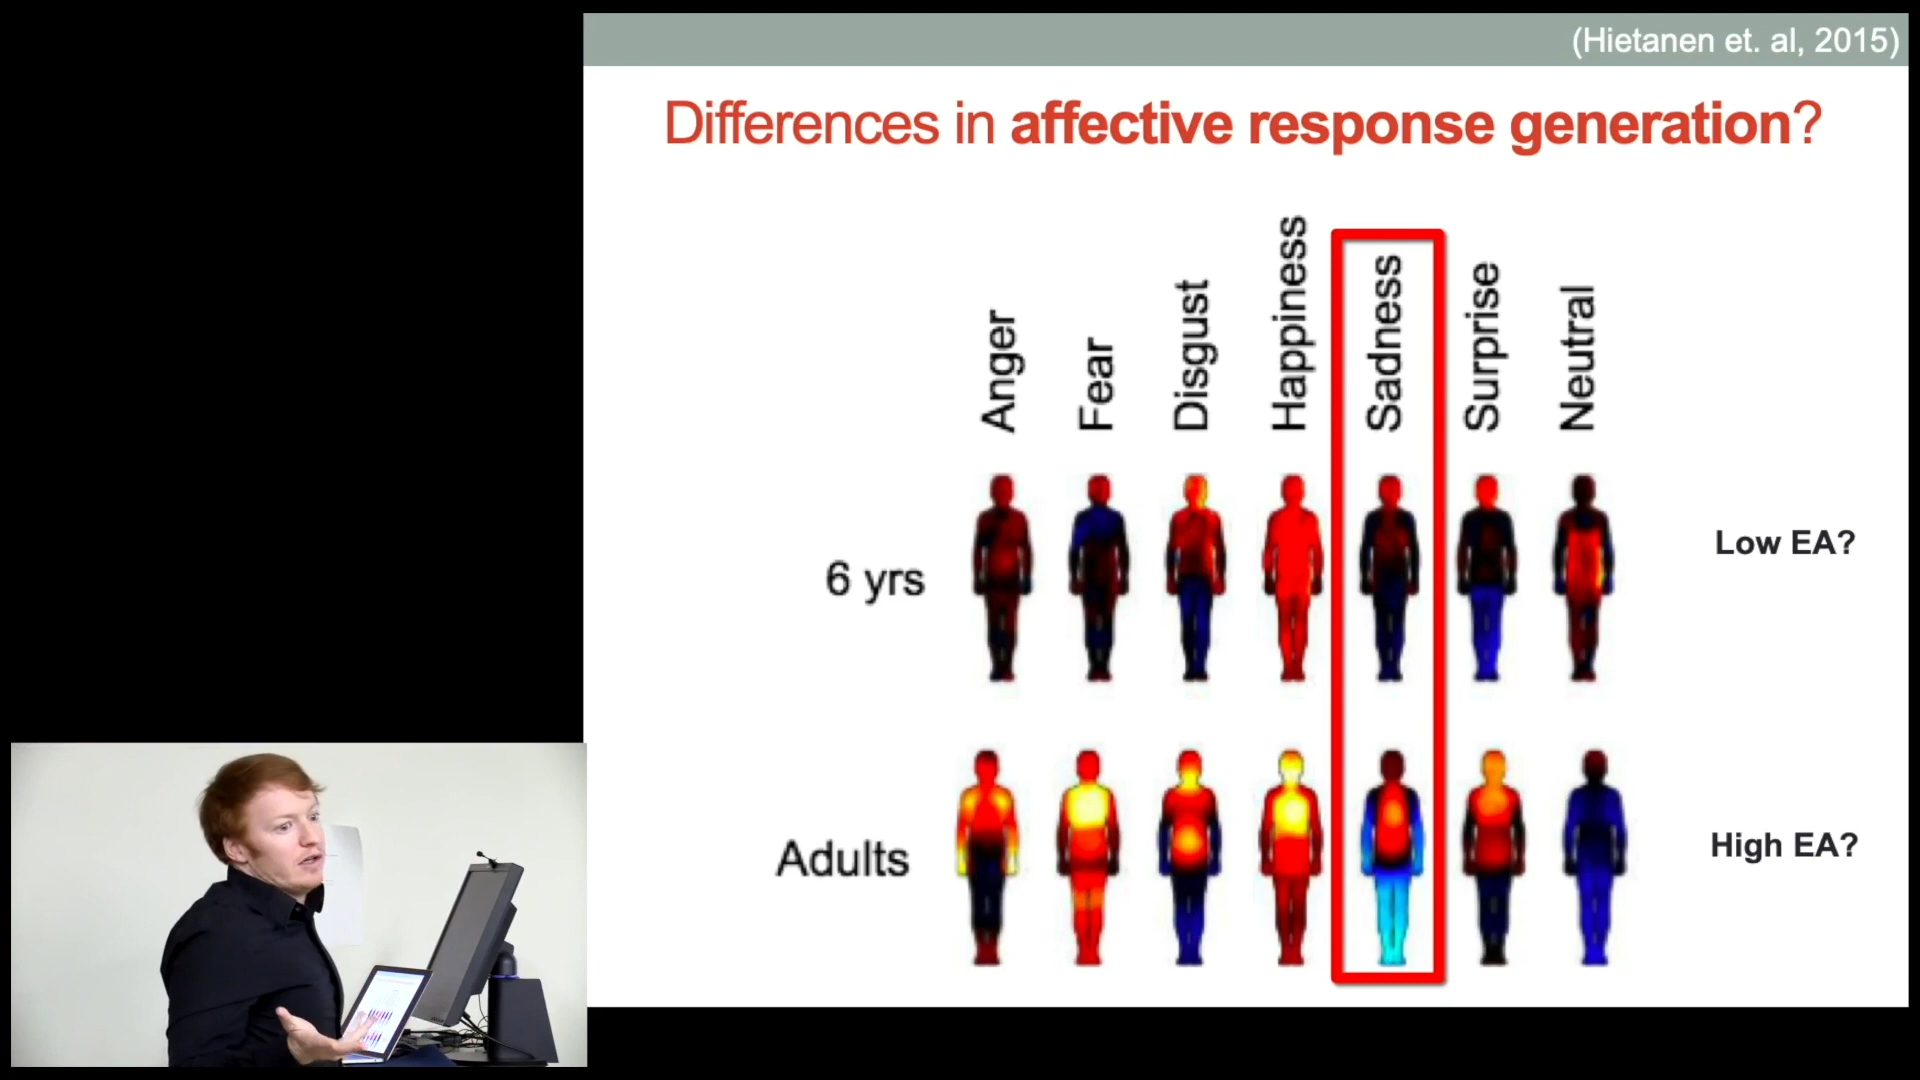 (Hietanen et. al, 2015)
Differences in affective response generation?
Anger
Fear
Disgust
Happiness
Sadness
Surprise
Neutral
6 yrs
Low EA?
Adults
High EA?